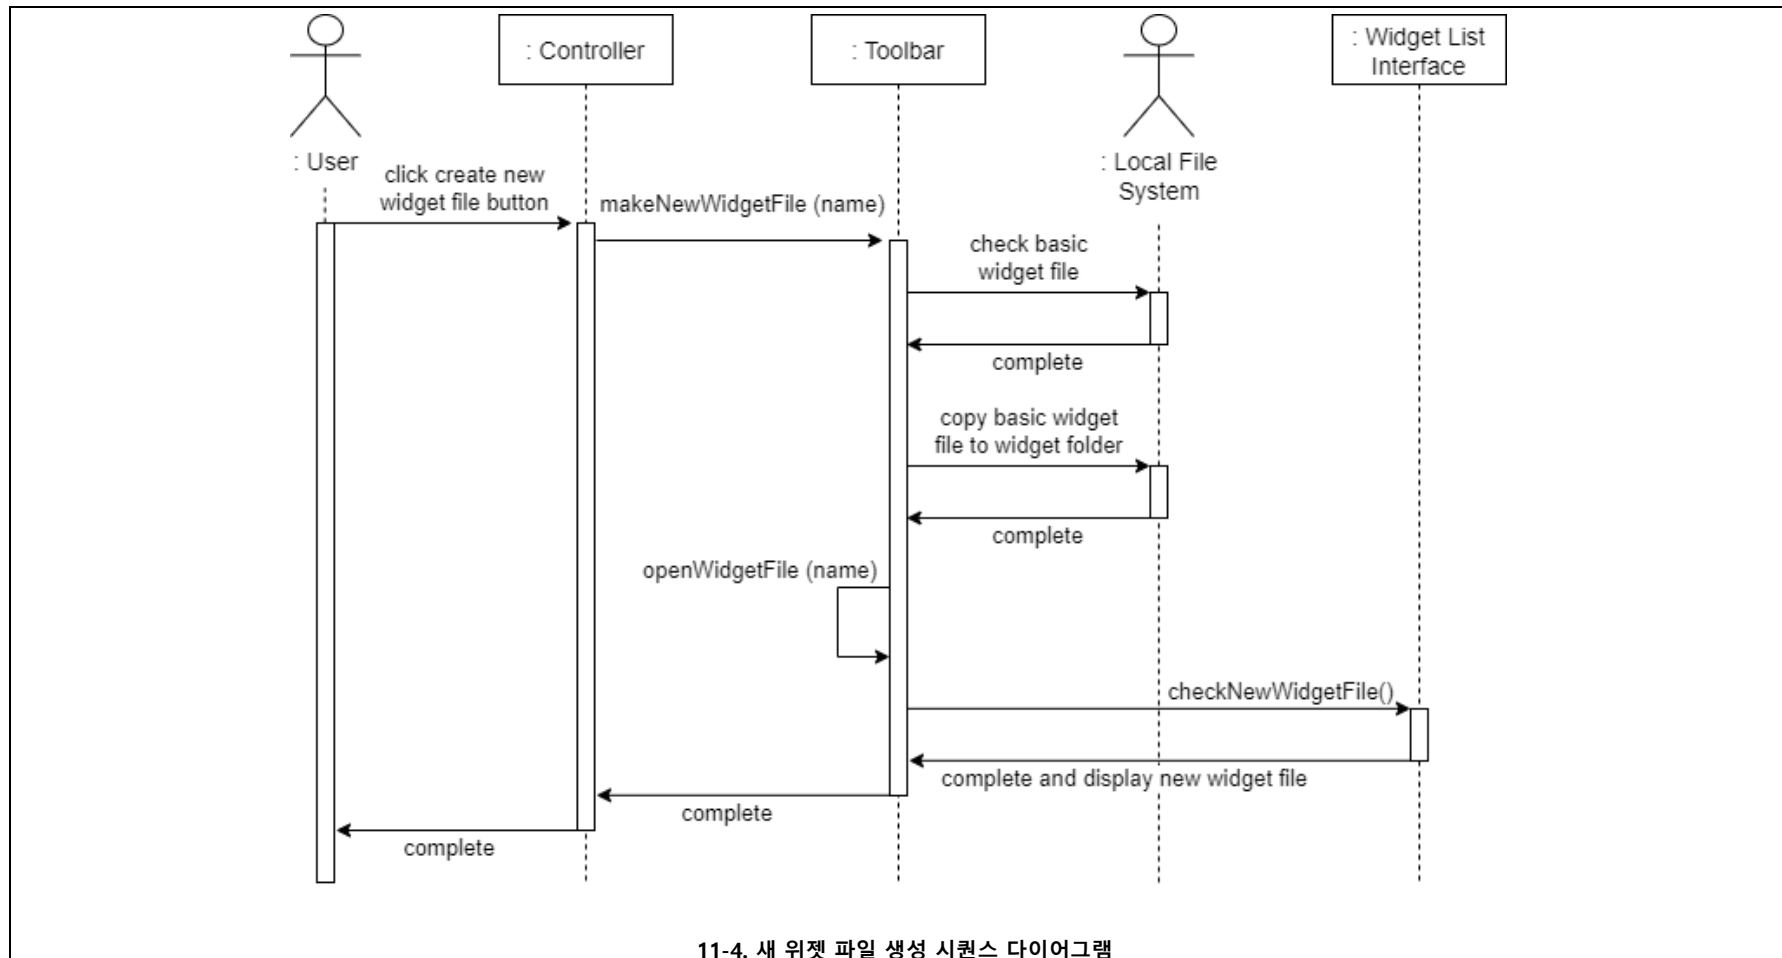 : Controller
: Toolbar
: Widget List
Interface
: User
: Local File
System
click create new
widget file button
makeNewWidgetFile (name)
check basic
widget file
complete
copy basic widget
file to widget folder
complete
openWidgetFile (name)
checkNewWidgetFile()
complete and display new widget file
complete
complete
11-4. 새 위젯 파일 생성 시퀀스 다이어그램